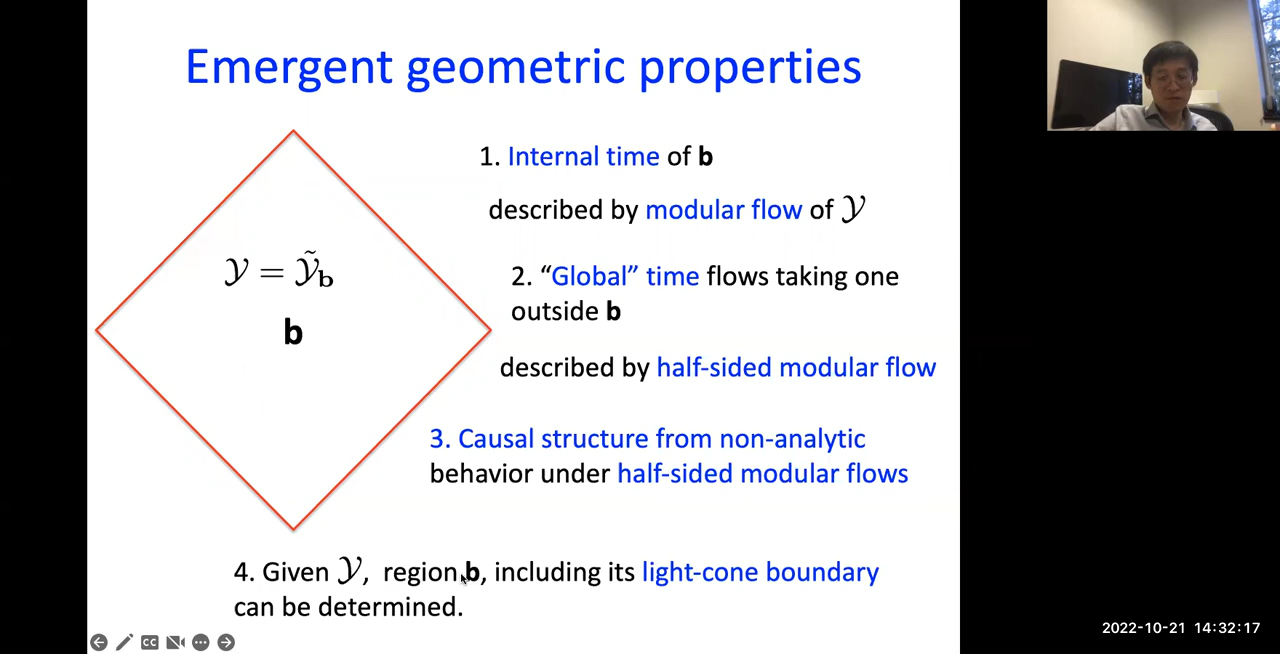 Emergent geometric properties
𝒴 = 𝒴̃_b
b
1. Internal time of b
described by modular flow of 𝒴
2. “Global” time flows taking one
outside b
described by half-sided modular flow
3. Causal structure from non-analytic
behavior under half-sided modular flows
4. Given 𝒴, region b, including its light-cone boundary
can be determined.
CC
2022-10-21 14:32:17